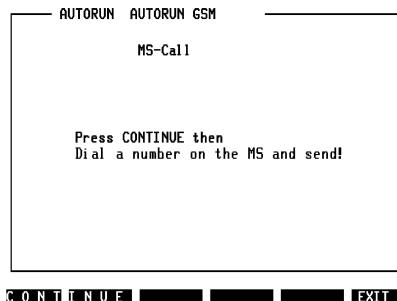 AUTORUN AUTORUN GSM
MS-Call
Press CONTINUE then
Dial a number on the MS and send!
CONTINUE EXIT